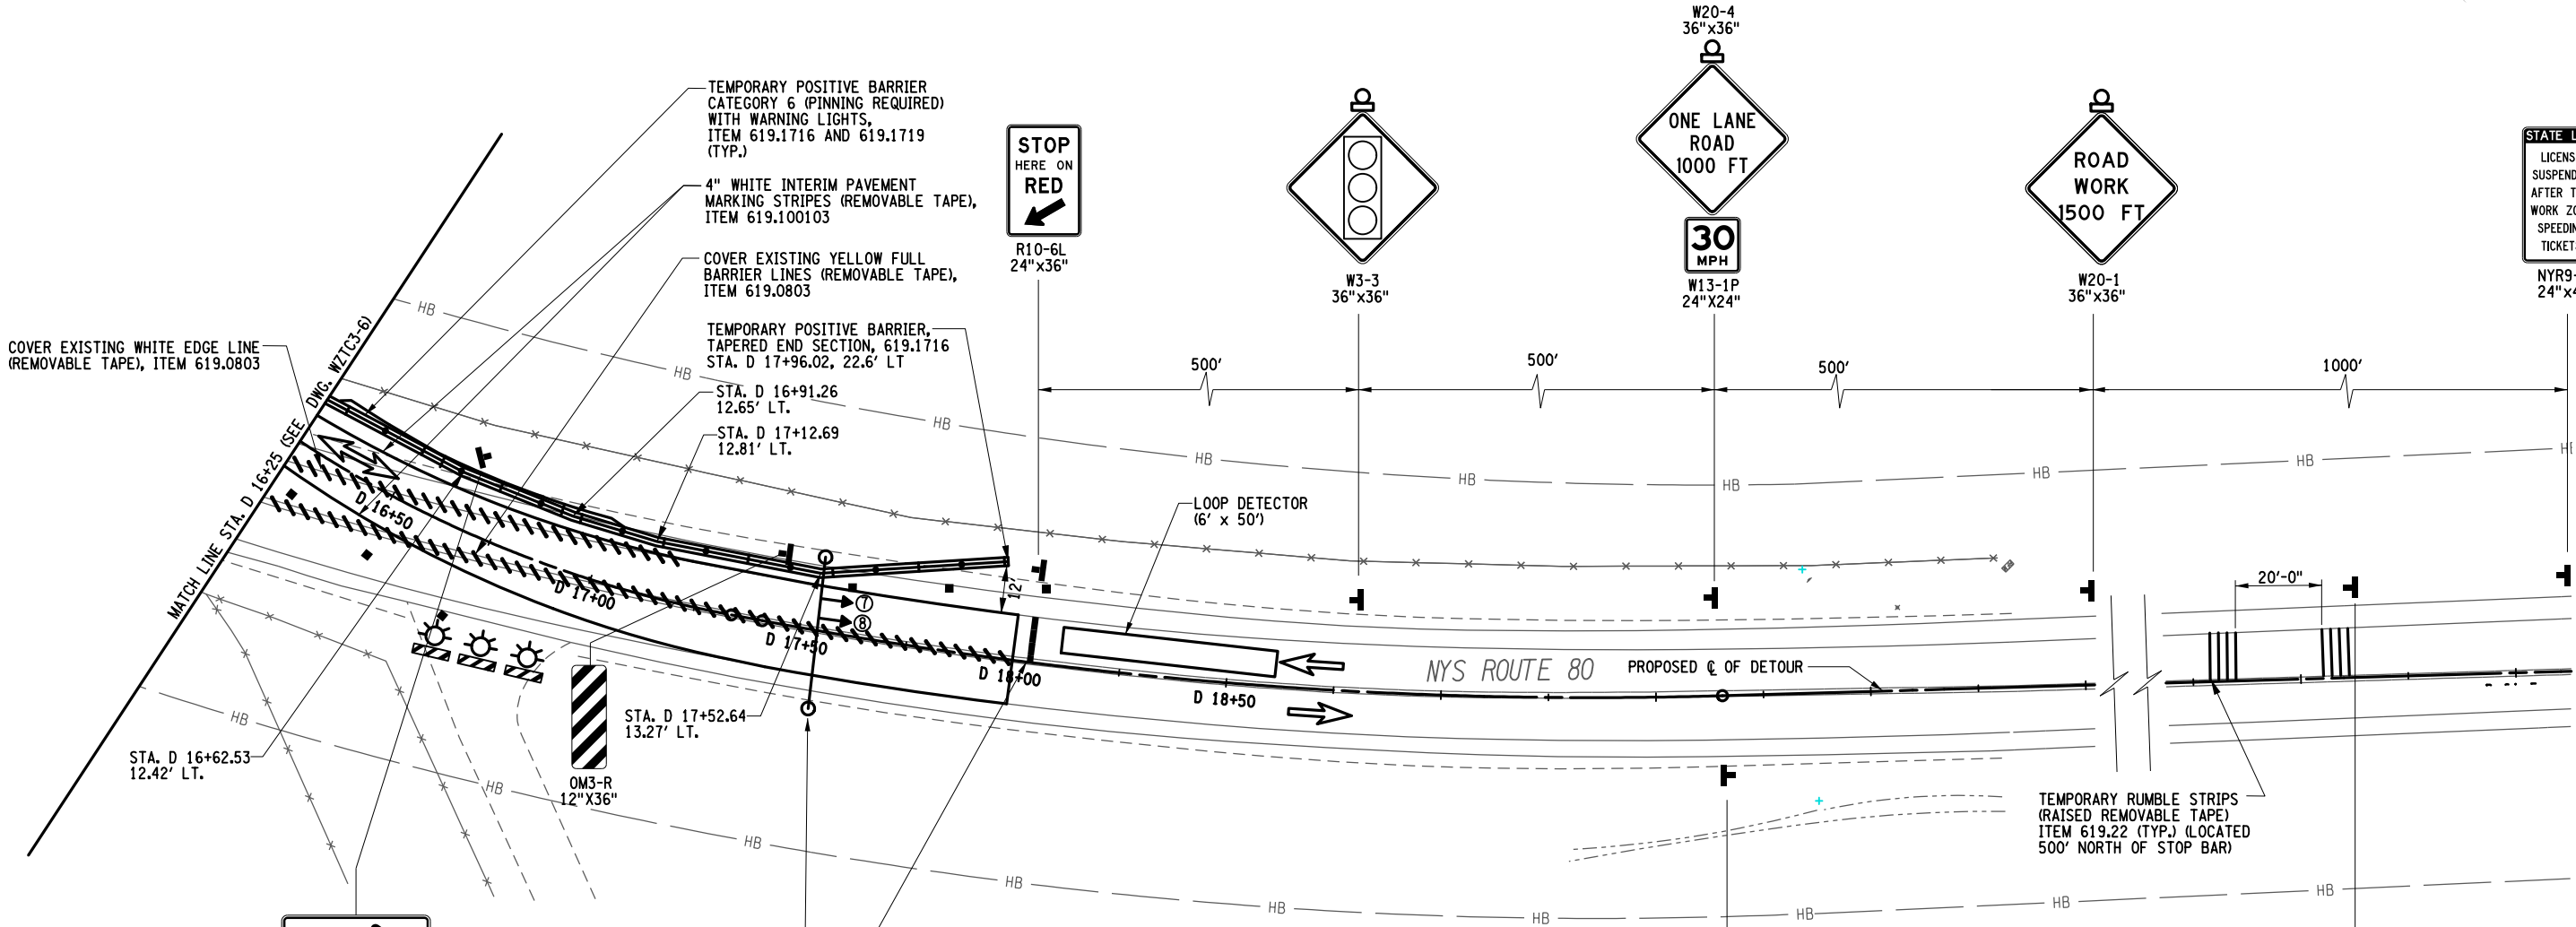 W20-4
36"x36"
ONE LANE
ROAD
1000 FT
30
MPH
W13-1P
24"X24"
TEMPORARY POSITIVE BARRIER
CATEGORY 6 (PINNING REQUIRED)
WITH WARNING LIGHTS,
ITEM 619.1716 AND 619.1719
(TYP.)
4" WHITE INTERIM PAVEMENT
MARKING STRIPES (REMOVABLE TAPE),
ITEM 619.100103
COVER EXISTING YELLOW FULL
BARRIER LINES (REMOVABLE TAPE),
ITEM 619.0803
TEMPORARY POSITIVE BARRIER,
TAPERED END SECTION, 619.1716
STA. D 17+96.02, 22.6' LT
STA. D 16+91.26
12.65' LT.
STA. D 17+12.69
12.81' LT.
STOP
HERE ON
RED
R10-6L
24"x36"
W3-3
36"x36"
ROAD
WORK
1500 FT
W20-1
36"x36"
STATE L
LICENS
SUSPEND
AFTER T
WORK ZO
SPEEDIN
TICKET
NYR9-
24"x4
COVER EXISTING WHITE EDGE LINE
(REMOVABLE TAPE), ITEM 619.0803
MATCH LINE STA. D 16+25 (SEE DWG. WZTC3-6)
500'
500'
500'
1000'
HB
HB
HB
HB
HB
HB
HB
HB
HB
D 16+50
D 17+00
D 17+50
D 18+00
D 18+50
7
8
12'
LOOP DETECTOR
(6' x 50')
NYS ROUTE 80
PROPOSED ℄ OF DETOUR
20'-0"
STA. D 17+52.64
13.27' LT.
STA. D 16+62.53
12.42' LT.
OM3-R
12"X36"
TEMPORARY RUMBLE STRIPS
(RAISED REMOVABLE TAPE)
ITEM 619.22 (TYP.) (LOCATED
500' NORTH OF STOP BAR)
HB
HB
HB
HB
HB
HB
HB
HB
HB